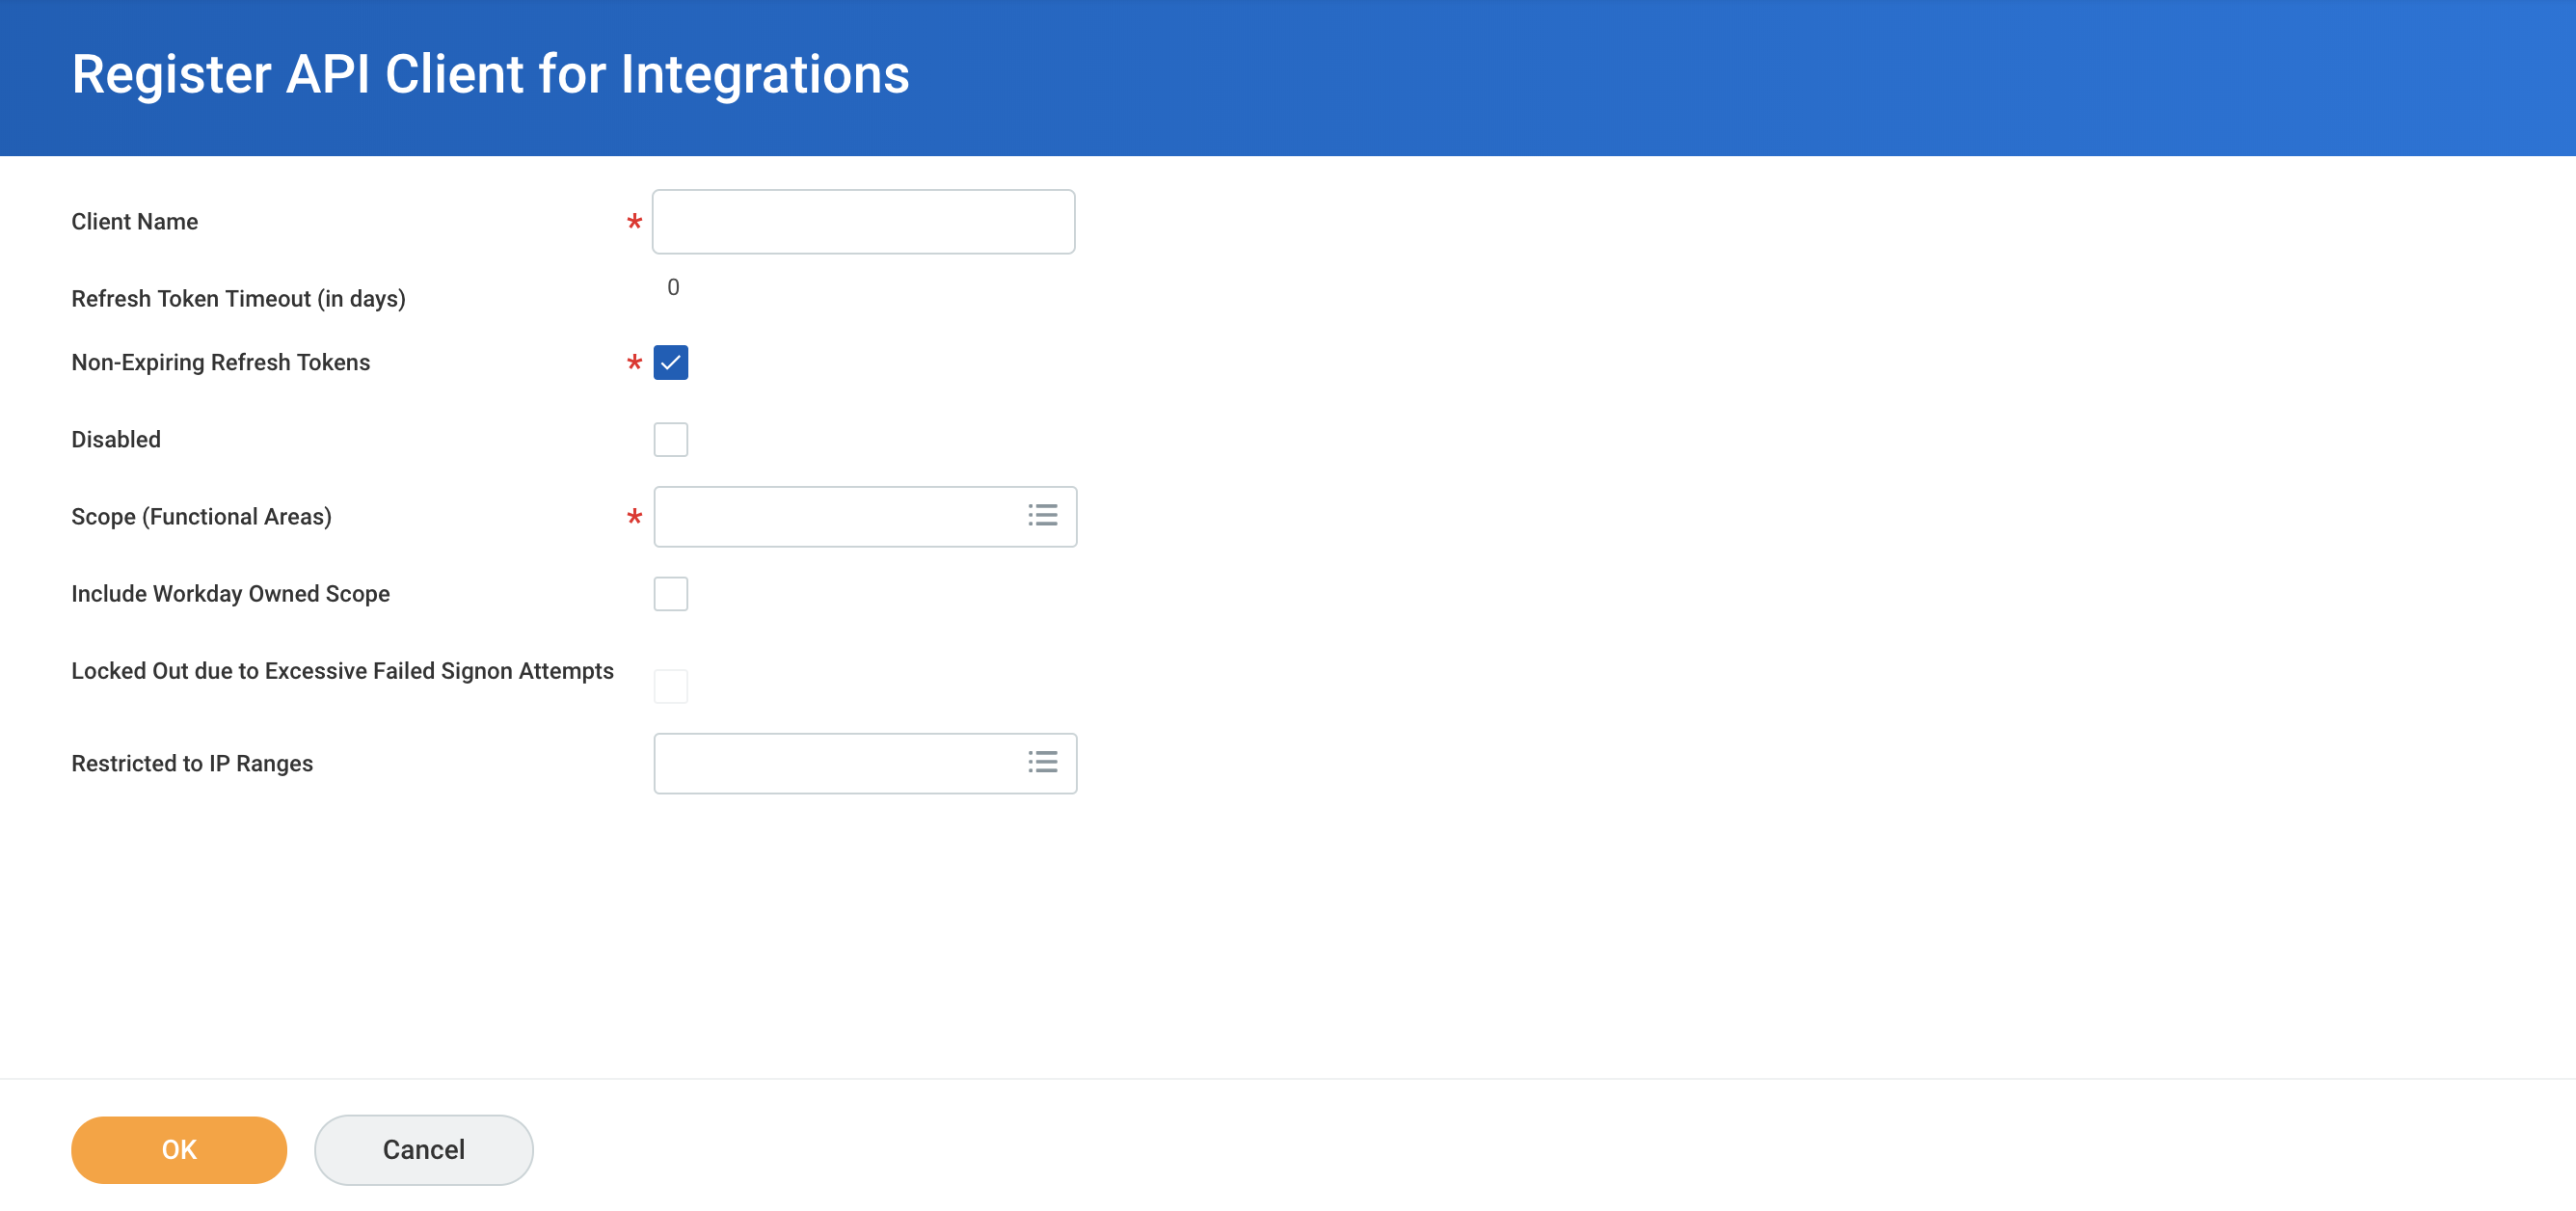 Register API Client for Integrations
Client Name *
Refresh Token Timeout (in days) 0
Non-Expiring Refresh Tokens *
Disabled
Scope (Functional Areas) *
Include Workday Owned Scope
Locked Out due to Excessive Failed Signon Attempts
Restricted to IP Ranges
OK Cancel